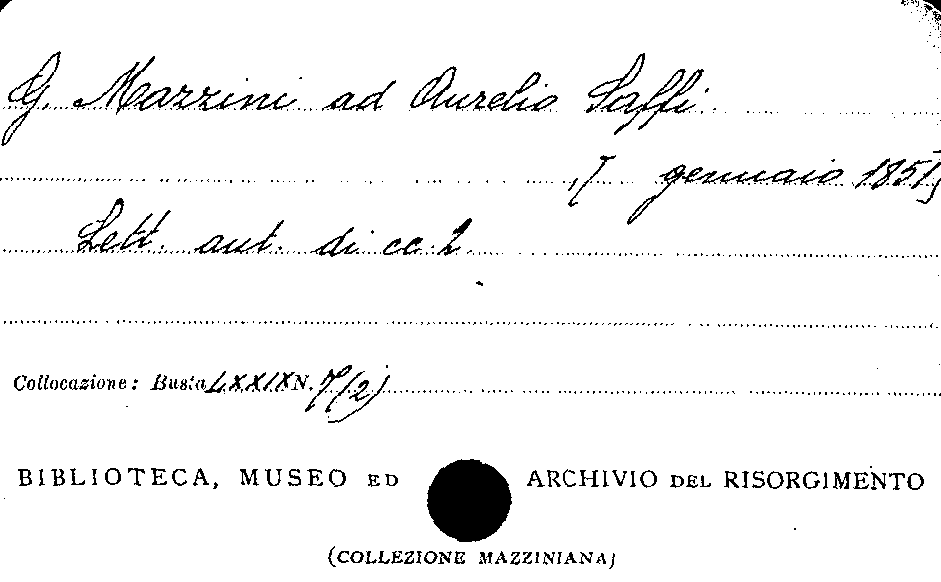 G. Mazzini ad Aurelio Saffi.
[ gennaio 1851]
Lett. aut. di cc. 2.
Collocazione: Busta LXXIX N. 7(2)
BIBLIOTECA, MUSEO ED ARCHIVIO DEL RISORGIMENTO
(COLLEZIONE MAZZINIANA)